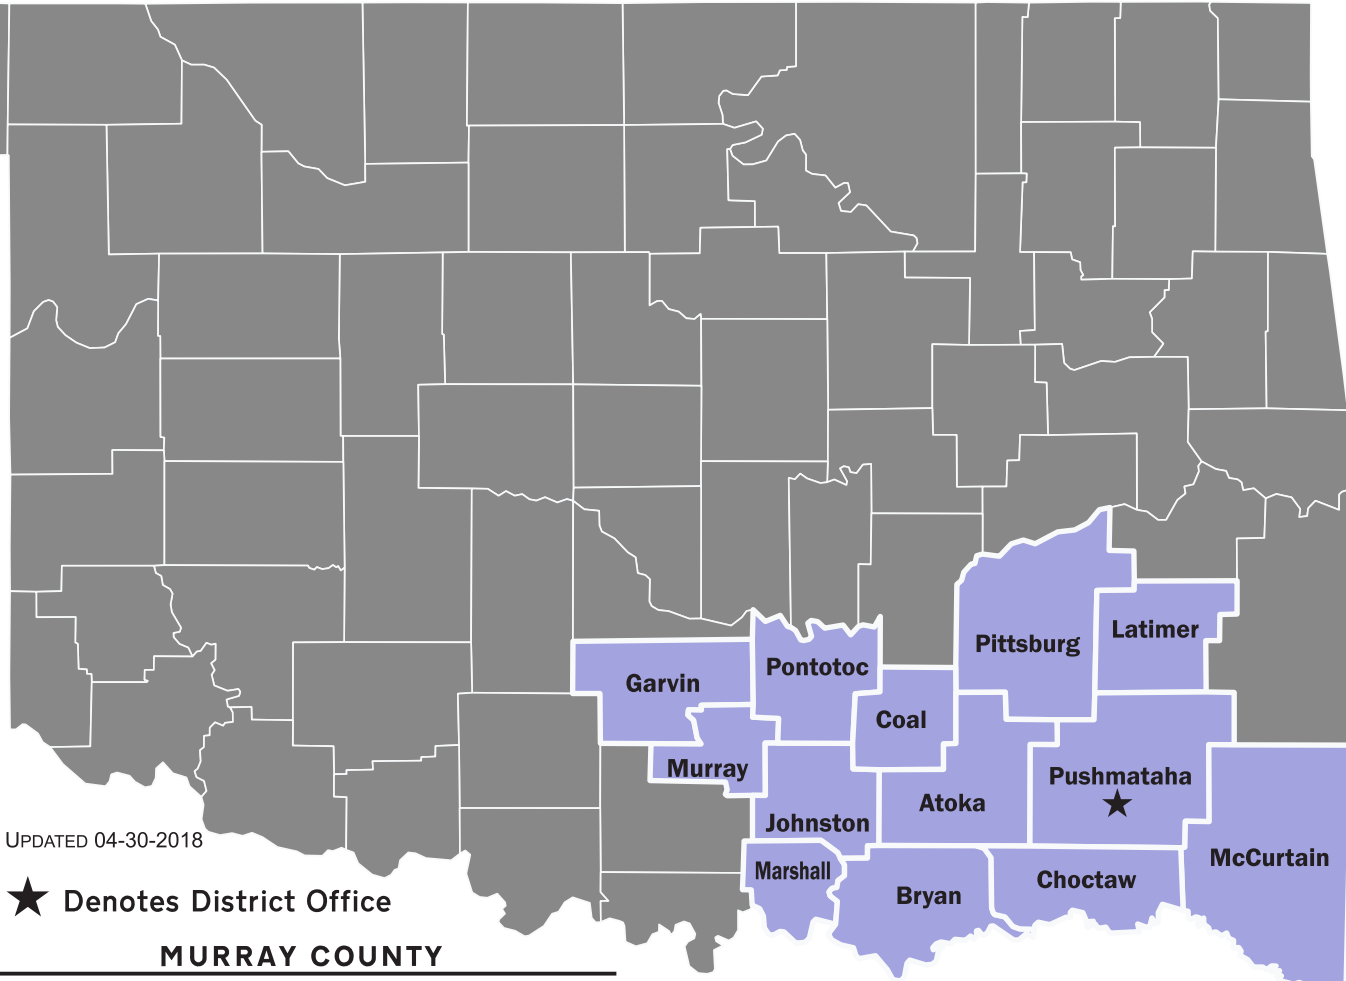 Pittsburg
Latimer
Pontotoc
Garvin
Coal
Murray
Pushmataha
Atoka
Johnston
McCurtain
Marshall
Choctaw
Bryan
UPDATED 04-30-2018
Denotes District Office
MURRAY COUNTY